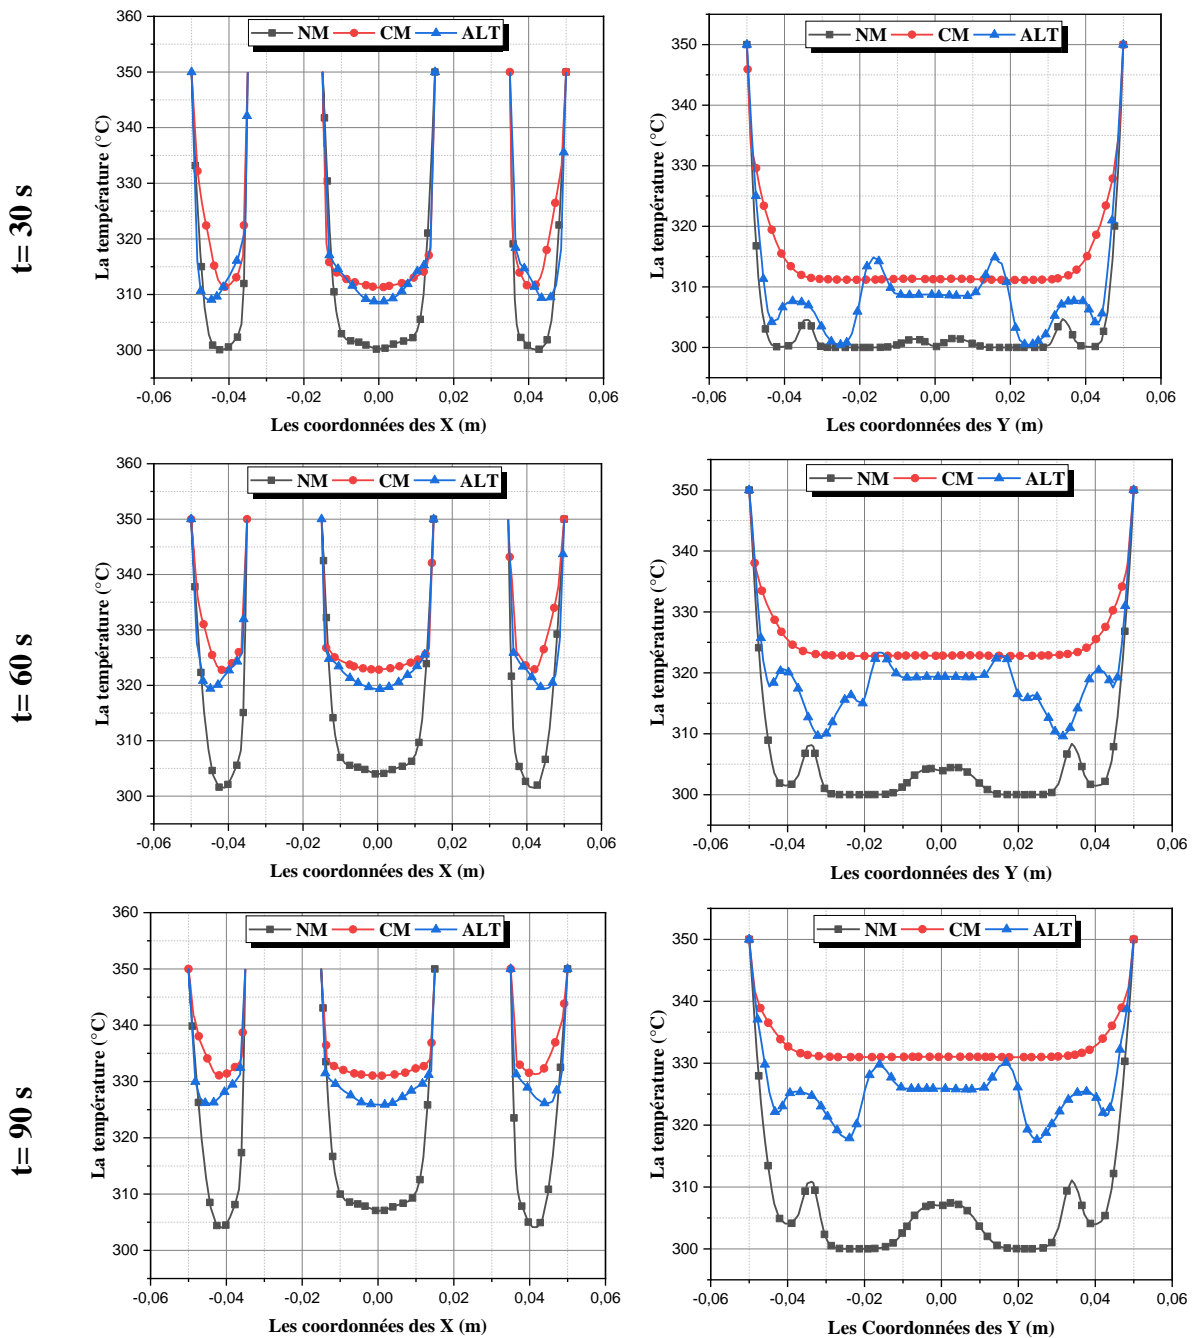 t= 30 s
NM CM ALT
360
350
340
330
320
310
300
La température (°C)
-0,06 -0,04 -0,02 0,00 0,02 0,04 0,06
Les coordonnées des X (m)
NM CM ALT
350
340
330
320
310
300
La température (°C)
-0,06 -0,04 -0,02 0,00 0,02 0,04 0,06
Les coordonnées des Y (m)
t= 60 s
NM CM ALT
360
350
340
330
320
310
300
La température (°C)
-0,06 -0,04 -0,02 0,00 0,02 0,04 0,06
Les coordonnées des X (m)
NM CM ALT
350
340
330
320
310
300
La température (°C)
-0,06 -0,04 -0,02 0,00 0,02 0,04 0,06
Les coordonnées des Y (m)
t= 90 s
NM CM ALT
360
350
340
330
320
310
300
La température (°C)
-0,06 -0,04 -0,02 0,00 0,02 0,04 0,06
Les coordonnées des X (m)
NM CM ALT
350
340
330
320
310
300
La température (°C)
-0,06 -0,04 -0,02 0,00 0,02 0,04 0,06
Les Coordonnées des Y (m)